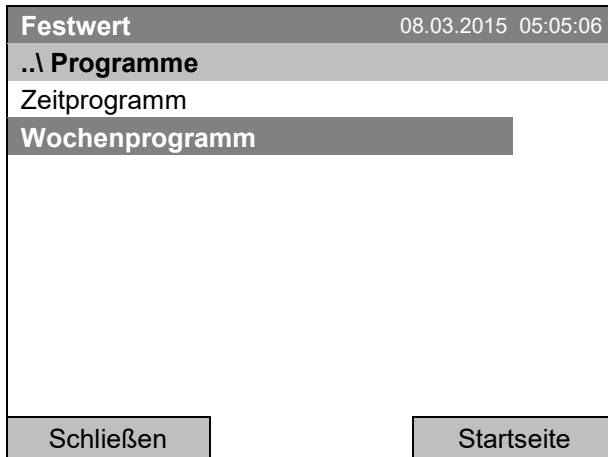 Festwert 08.03.2015 05:05:06
..\ Programme
Zeitprogramm
Wochenprogramm
Schließen Startseite